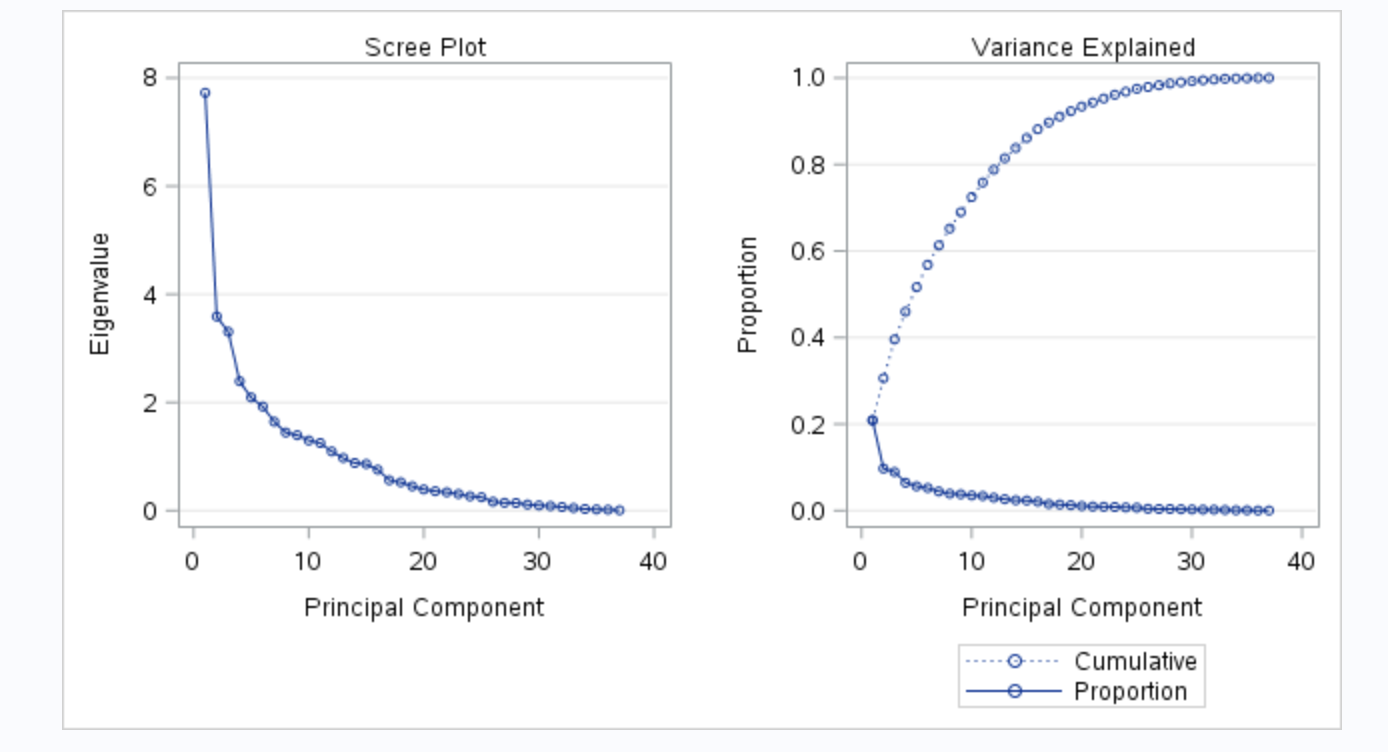 Scree Plot
8
6
4
2
0
Eigenvalue
0 10 20 30 40
Principal Component
Variance Explained
1.0
0.8
0.6
0.4
0.2
0.0
Proportion
0 10 20 30 40
Principal Component
Cumulative
Proportion